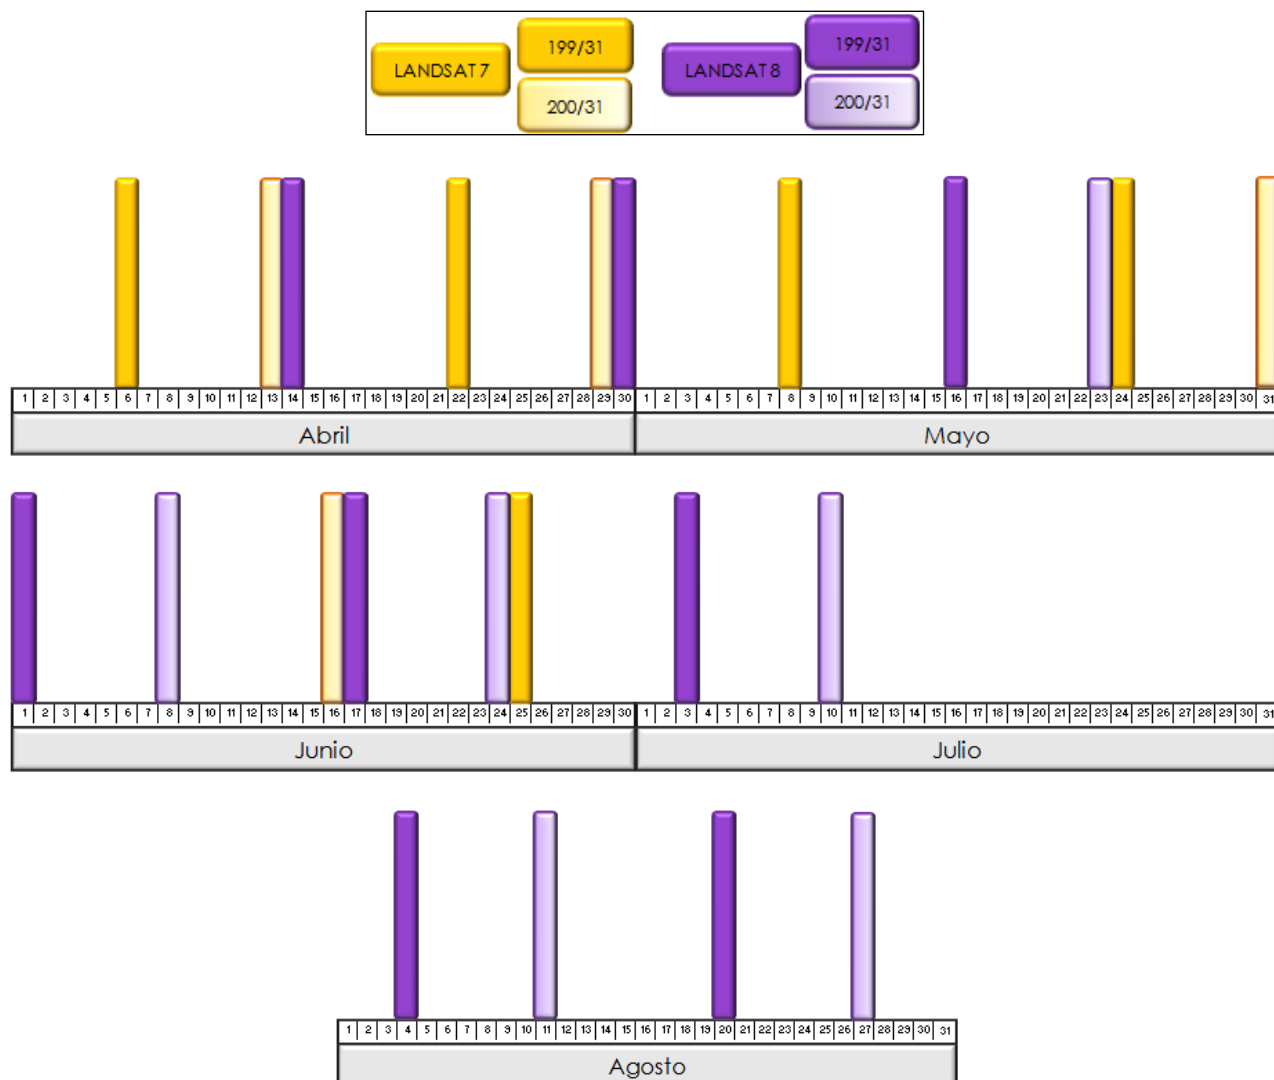 LANDSAT 7
199/31
200/31
LANDSAT 8
199/31
200/31
1 2 3 4 5 6 7 8 9 10 11 12 13 14 15 16 17 18 19 20 21 22 23 24 25 26 27 28 29 30 1 2 3 4 5 6 7 8 9 10 11 12 13 14 15 16 17 18 19 20 21 22 23 24 25 26 27 28 29 30 31
Abril Mayo
1 2 3 4 5 6 7 8 9 10 11 12 13 14 15 16 17 18 19 20 21 22 23 24 25 26 27 28 29 30 1 2 3 4 5 6 7 8 9 10 11 12 13 14 15 16 17 18 19 20 21 22 23 24 25 26 27 28 29 30 31
Junio Julio
1 2 3 4 5 6 7 8 9 10 11 12 13 14 15 16 17 18 19 20 21 22 23 24 25 26 27 28 29 30 31
Agosto